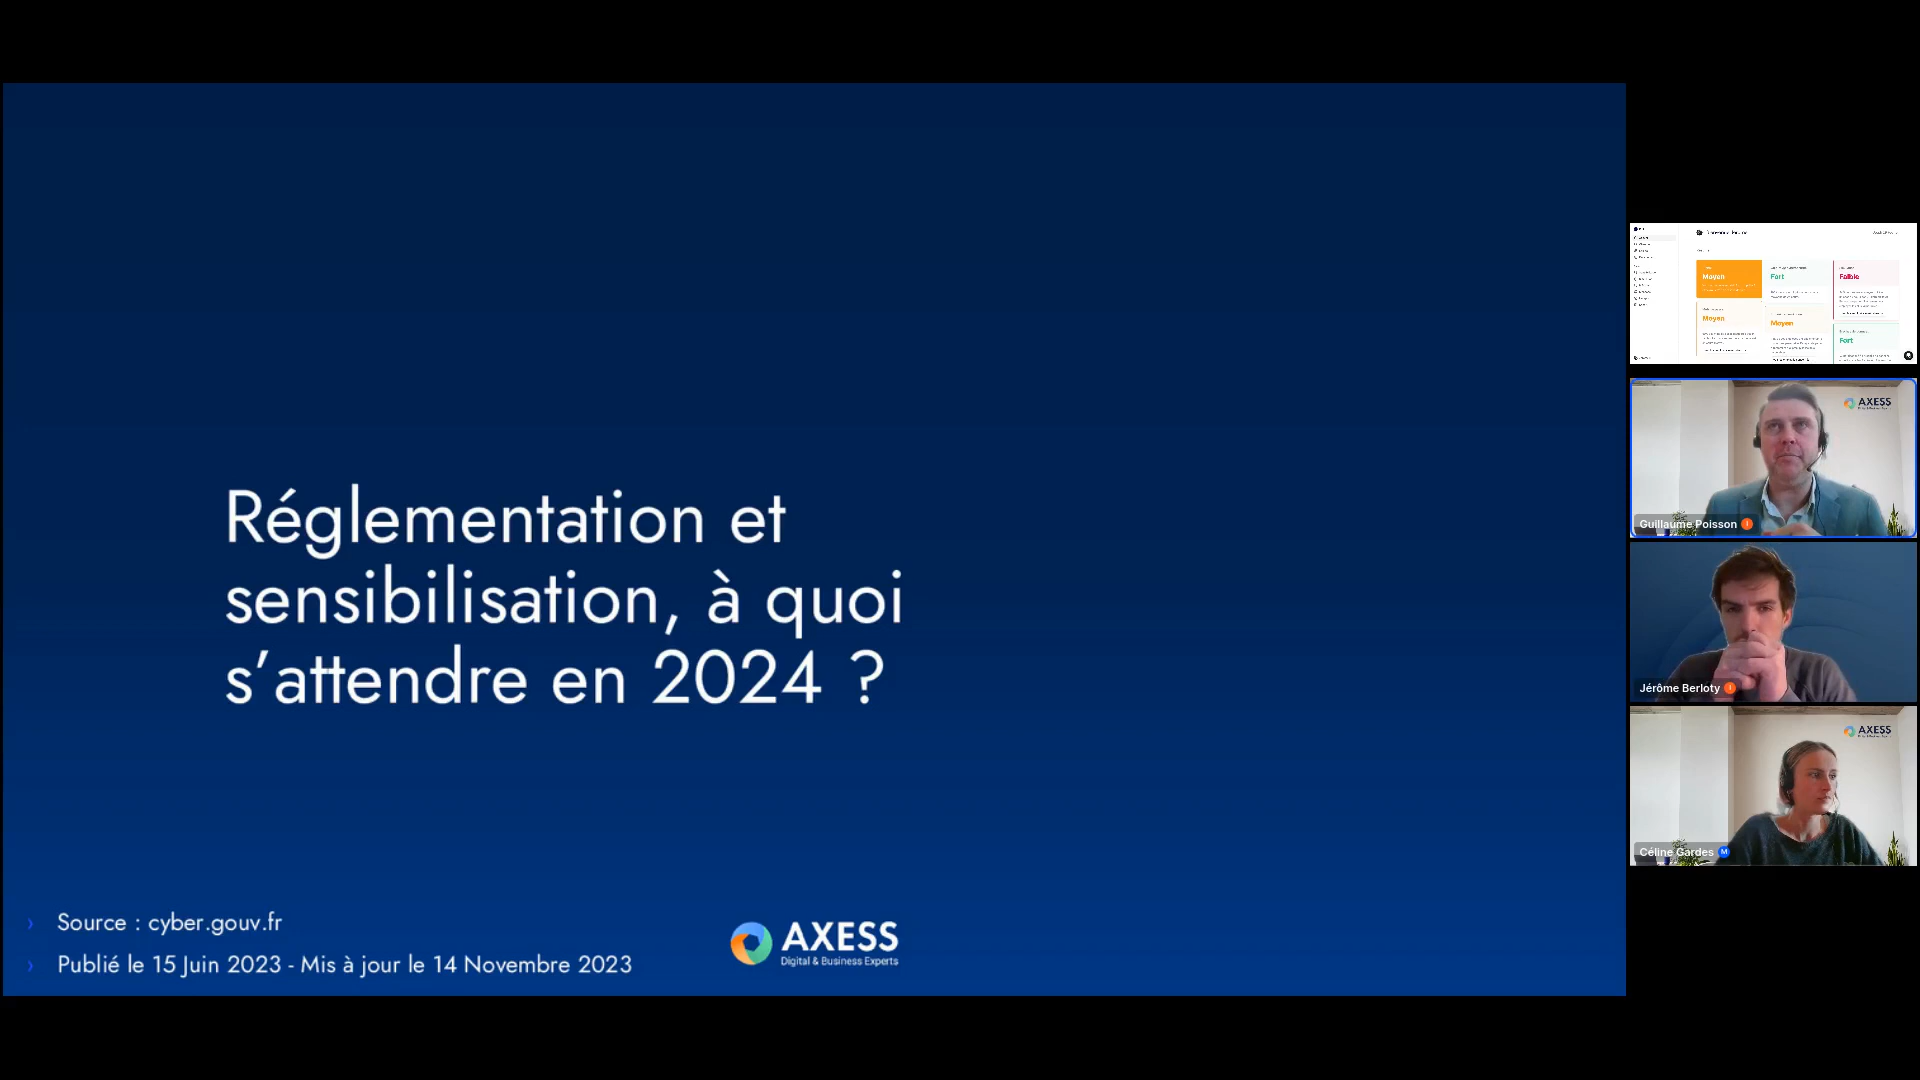 Réglementation et
sensibilisation, à quoi
s’attendre en 2024 ?
› Source : cyber.gouv.fr
› Publié le 15 Juin 2023 - Mis à jour le 14 Novembre 2023
AXESS
Digital & Business Experts
Moyen
Fort
Faible
Moyen
Moyen
Fort
AXESS
Guillaume Poisson
Jérôme Berloty
AXESS
Céline Gardes M